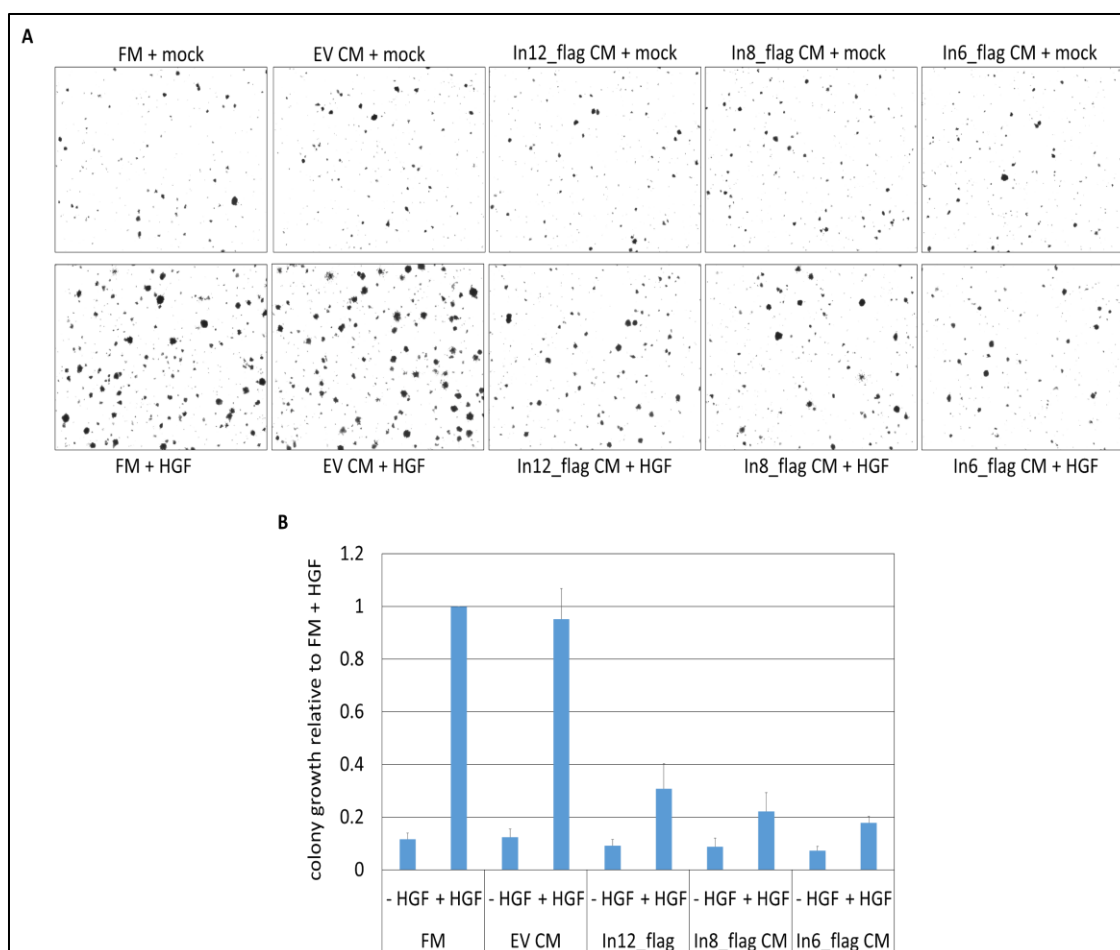 A
FM + mock EV CM + mock In12_flag CM + mock In8_flag CM + mock In6_flag CM + mock
FM + HGF EV CM + HGF In12_flag CM + HGF In8_flag CM + HGF In6_flag CM + HGF
B
colony growth relative to FM + HGF
1.2
1
0.8
0.6
0.4
0.2
0
- HGF + HGF - HGF + HGF - HGF + HGF - HGF + HGF - HGF + HGF
FM EV CM In12_flag In8_flag CM In6_flag CM